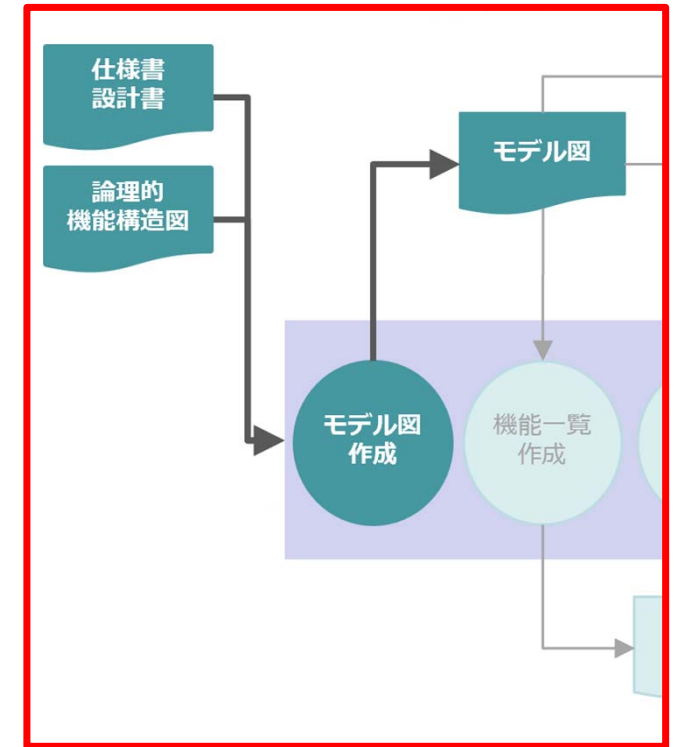 仕様書
設計書
論理的
機能構造図
モデル図
モデル図
作成
機能一覧
作成